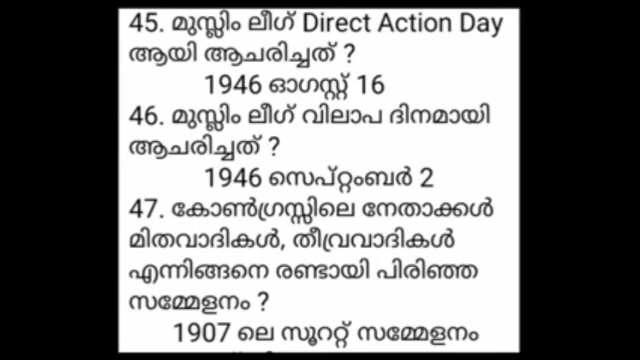 45. മുസ്ലിം ലീഗ് Direct Action Day
ആയി ആചരിച്ചത് ?
1946 ഓഗസ്റ്റ് 16
46. മുസ്ലിം ലീഗ് വിലാപ ദിനമായി
ആചരിച്ചത് ?
1946 സെപ്റ്റംബർ 2
47. കോൺഗ്രസ്സിലെ നേതാക്കൾ
മിതവാദികൾ, തീവ്രവാദികൾ
എന്നിങ്ങനെ രണ്ടായി പിരിഞ്ഞ
സമ്മേളനം ?
1907 ലെ സൂററ്റ് സമ്മേളനം